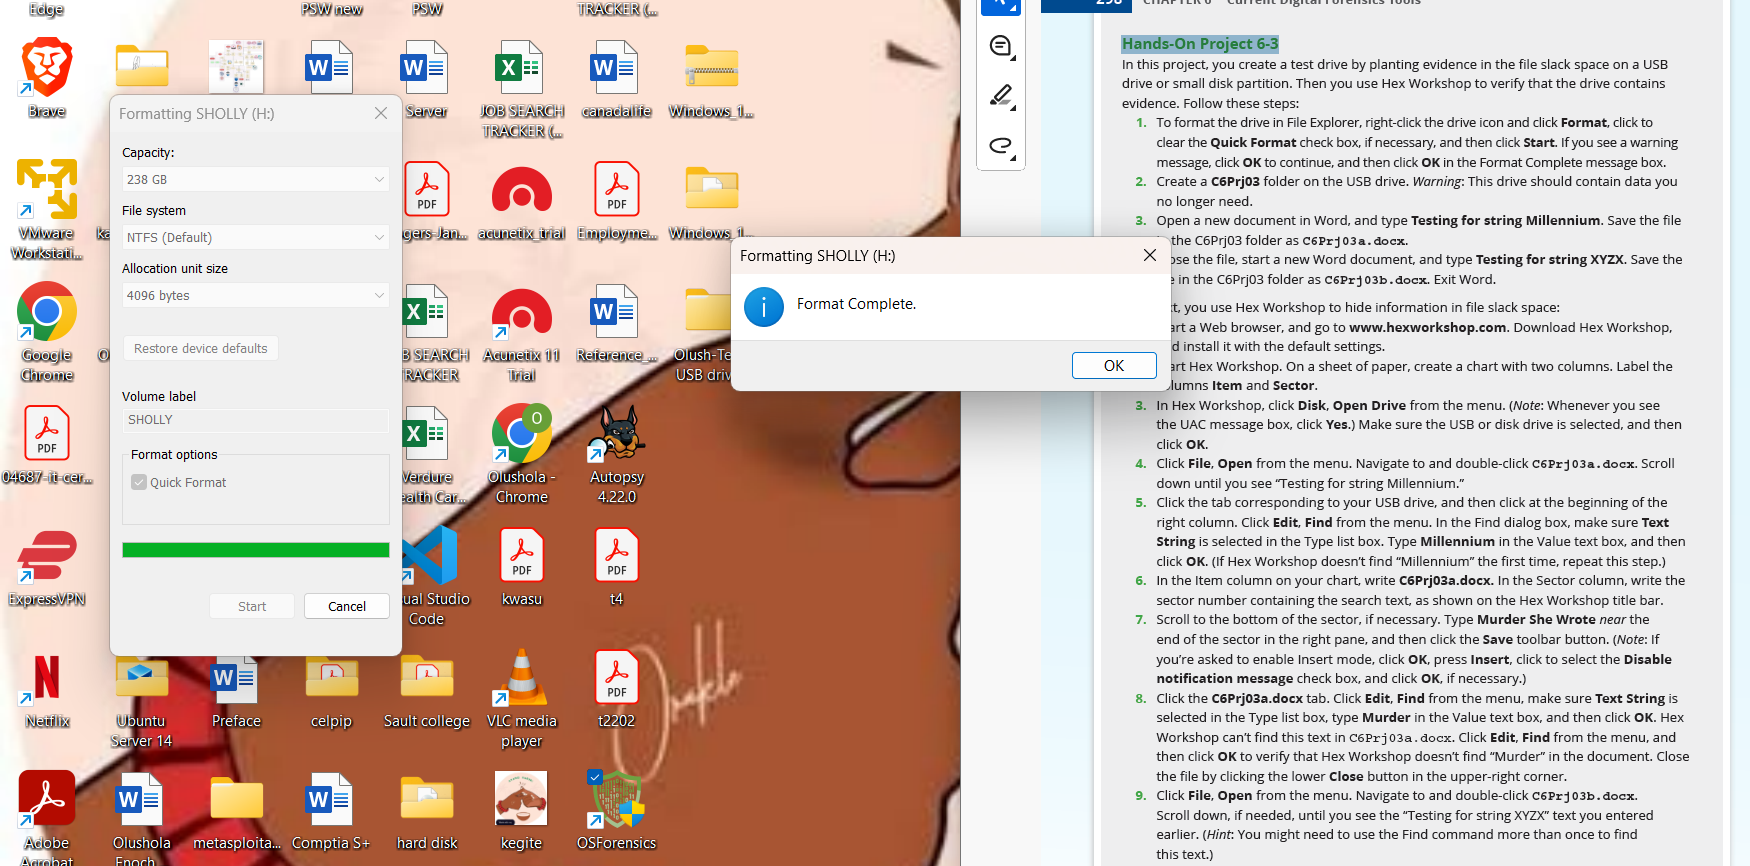 Edge
PSW new
PSW
TRACKER (...
Brave
Server
JOB SEARCH
TRACKER (...
canadalife
Windows_1...
Formatting SHOLLY (H:)
Capacity:
238 GB
File system
NTFS (Default)
Allocation unit size
4096 bytes
Restore device defaults
Volume label
SHOLLY
Format options
Quick Format
Start
Cancel
VMware
Workstati...
ka
gers-Jan...
acunetix_trial
Employme...
Windows_1...
Google
Chrome
O
B SEARCH
TRACKER
Acunetix 11
Trial
Reference_...
Olush-Te
USB driv
PDF
04687-it-cer...
Verdure
ealth Car...
O
Olushola -
Chrome
Autopsy
4.22.0
ExpressVPN
ual Studio
Code
kwasu
t4
Netflix
Ubuntu
Server 14
Preface
celpip
Sault college
VLC media
player
t2202
Adobe
Acrobat
Olushola
Enoch
metasploita...
Comptia S+
hard disk
kegite
OSForensics
Formatting SHOLLY (H:)
Format Complete.
OK
298 CHAPTER 6 Current Digital Forensics Tools
Hands-On Project 6-3
In this project, you create a test drive by planting evidence in the file slack space on a USB
drive or small disk partition. Then you use Hex Workshop to verify that the drive contains
evidence. Follow these steps:
1. To format the drive in File Explorer, right-click the drive icon and click Format, click to
clear the Quick Format check box, if necessary, and then click Start. If you see a warning
message, click OK to continue, and then click OK in the Format Complete message box.
2. Create a C6Prj03 folder on the USB drive. Warning: This drive should contain data you
no longer need.
3. Open a new document in Word, and type Testing for string Millennium. Save the file
the C6Prj03 folder as C6Prj03a.docx.
ose the file, start a new Word document, and type Testing for string XYZX. Save the
e in the C6Prj03 folder as C6Prj03b.docx. Exit Word.
xt, you use Hex Workshop to hide information in file slack space:
art a Web browser, and go to www.hexworkshop.com. Download Hex Workshop,
d install it with the default settings.
art Hex Workshop. On a sheet of paper, create a chart with two columns. Label the
lumns Item and Sector.
3. In Hex Workshop, click Disk, Open Drive from the menu. (Note: Whenever you see
the UAC message box, click Yes.) Make sure the USB or disk drive is selected, and then
click OK.
4. Click File, Open from the menu. Navigate to and double-click C6Prj03a.docx. Scroll
down until you see “Testing for string Millennium.”
5. Click the tab corresponding to your USB drive, and then click at the beginning of the
right column. Click Edit, Find from the menu. In the Find dialog box, make sure Text
String is selected in the Type list box. Type Millennium in the Value text box, and then
click OK. (If Hex Workshop doesn’t find “Millennium” the first time, repeat this step.)
6. In the Item column on your chart, write C6Prj03a.docx. In the Sector column, write the
sector number containing the search text, as shown on the Hex Workshop title bar.
7. Scroll to the bottom of the sector, if necessary. Type Murder She Wrote near the
end of the sector in the right pane, and then click the Save toolbar button. (Note: If
you’re asked to enable Insert mode, click OK, press Insert, click to select the Disable
notification message check box, and click OK, if necessary.)
8. Click the C6Prj03a.docx tab. Click Edit, Find from the menu, make sure Text String is
selected in the Type list box, type Murder in the Value text box, and then click OK. Hex
Workshop can’t find this text in C6Prj03a.docx. Click Edit, Find from the menu, and
then click OK to verify that Hex Workshop doesn’t find “Murder” in the document. Close
the file by clicking the lower Close button in the upper-right corner.
9. Click File, Open from the menu. Navigate to and double-click C6Prj03b.docx.
Scroll down, if needed, until you see the “Testing for string XYZX” text you entered
earlier. (Hint: You might need to use the Find command more than once to find
this text.)